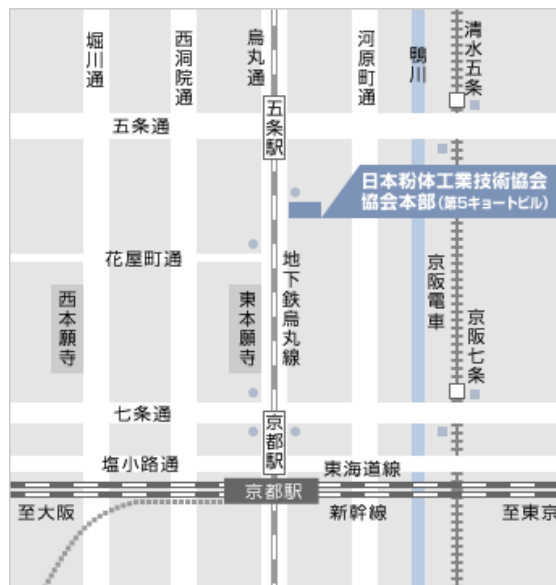 堀川通
西洞院通
烏丸通
河原町通
鴨川
清水五条
五条駅
五条通
日本粉体工業技術協会
協会本部(第5キョートビル)
花屋町通
地下鉄烏丸線
京阪電車
西本願寺
東本願寺
京阪七条
七条通
京都駅
塩小路通
東海道線
京都駅
至大阪
新幹線
至東京